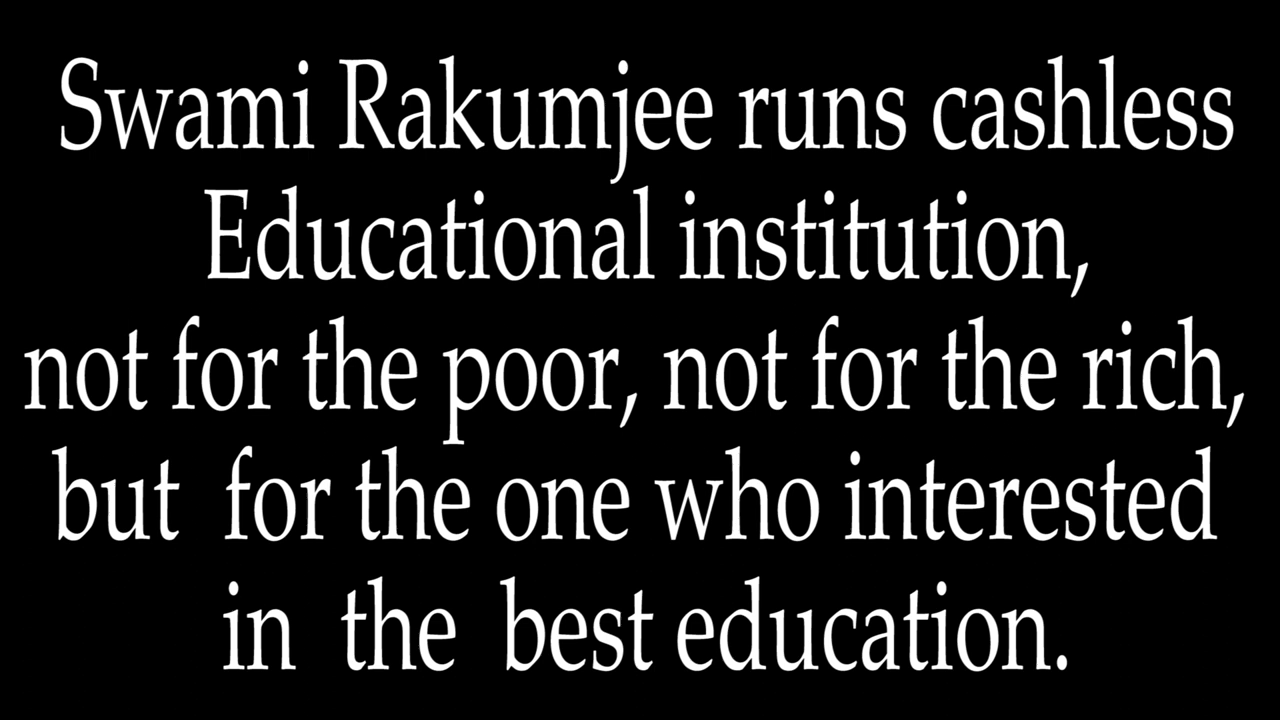 Swami Rakumjee runs cashless
Educational institution,
not for the poor, not for the rich,
but for the one who interested
in the best education.